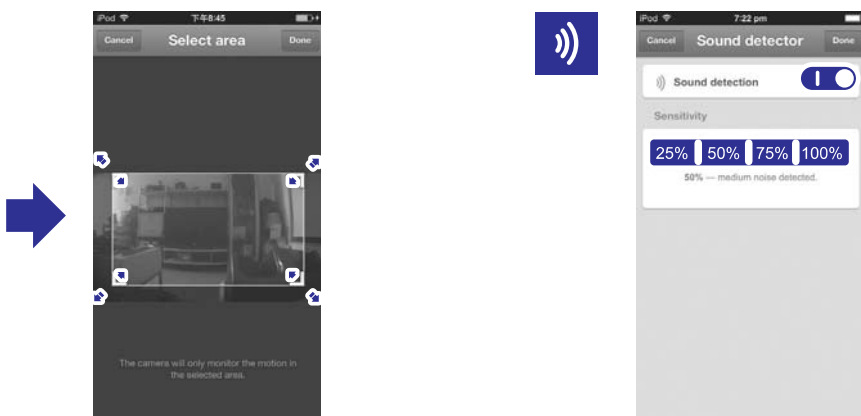 iPod 下午8:45
Cancel Select area Done
The camera will only monitor the motion in
the selected area.
iPod 7:22 pm
Cancel Sound detector Done
Sound detection
Sensitivity
25% 50% 75% 100%
50% — medium noise detected.